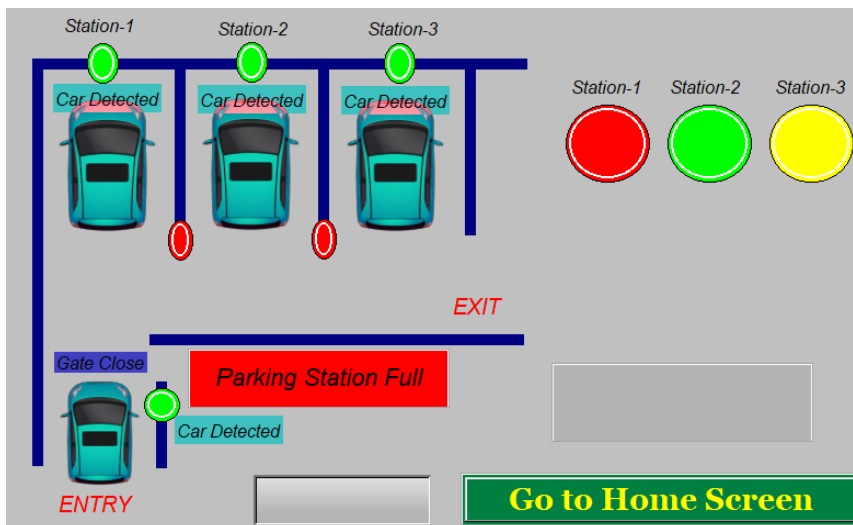 Station-1
Station-2
Station-3
Station-1
Station-2
Station-3
Car Detected
Car Detected
Car Detected
EXIT
Gate Close
Parking Station Full
Car Detected
ENTRY
Go to Home Screen